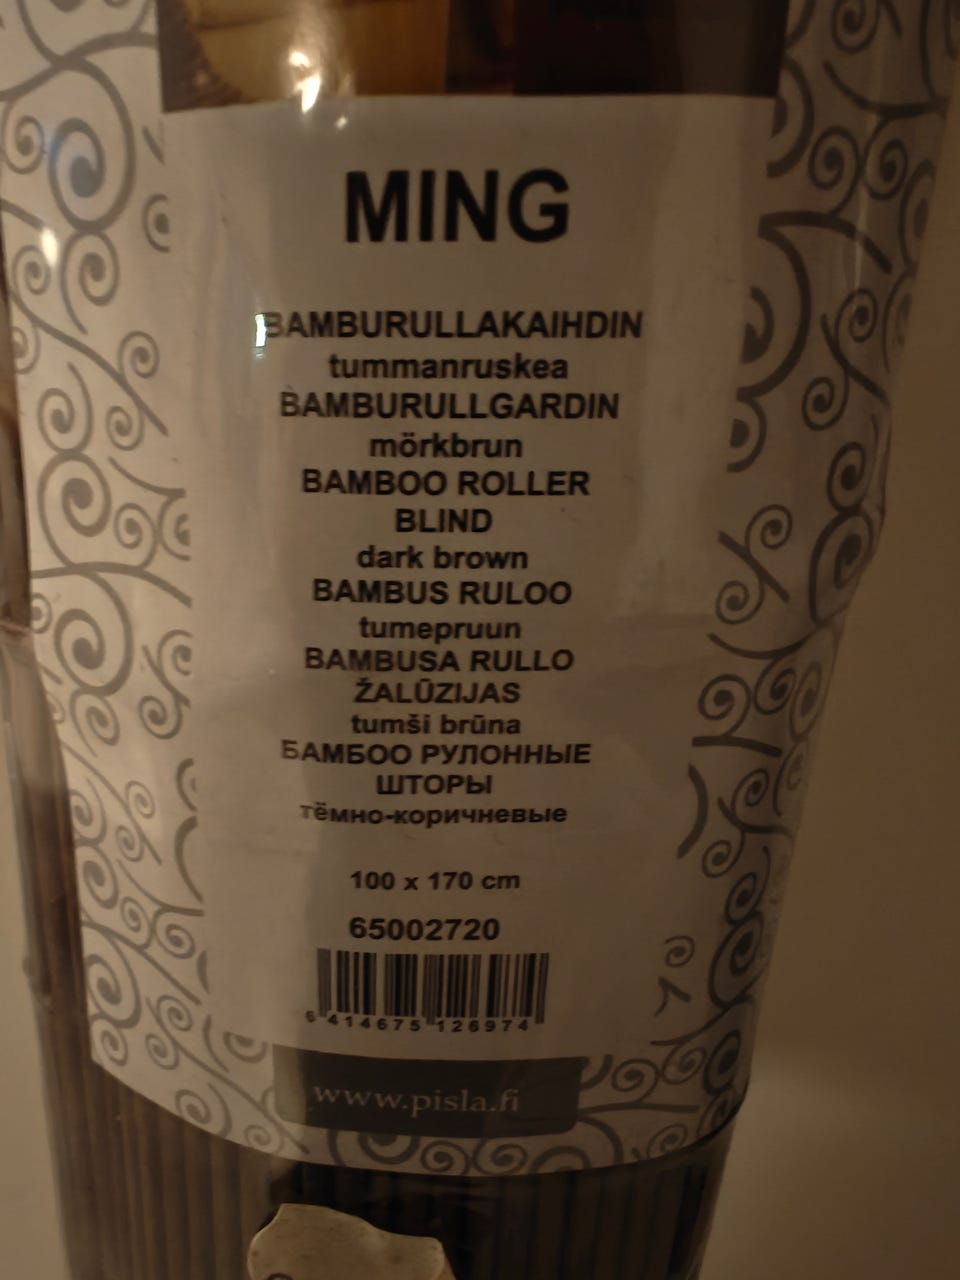 MING
BAMBURULLAKAIHDIN
tummanruskea
BAMBURULLGARDIN
mörkbrun
BAMBOO ROLLER
BLIND
dark brown
BAMBUS RULOO
tumepruun
BAMBUSA RULLO
ŽALŪZIJAS
tumši brūna
БАМБОО РУЛОННЫЕ
ШТОРЫ
тёмно-коричневые
100 x 170 cm
65002720
6 414675 126974
www.pisla.fi